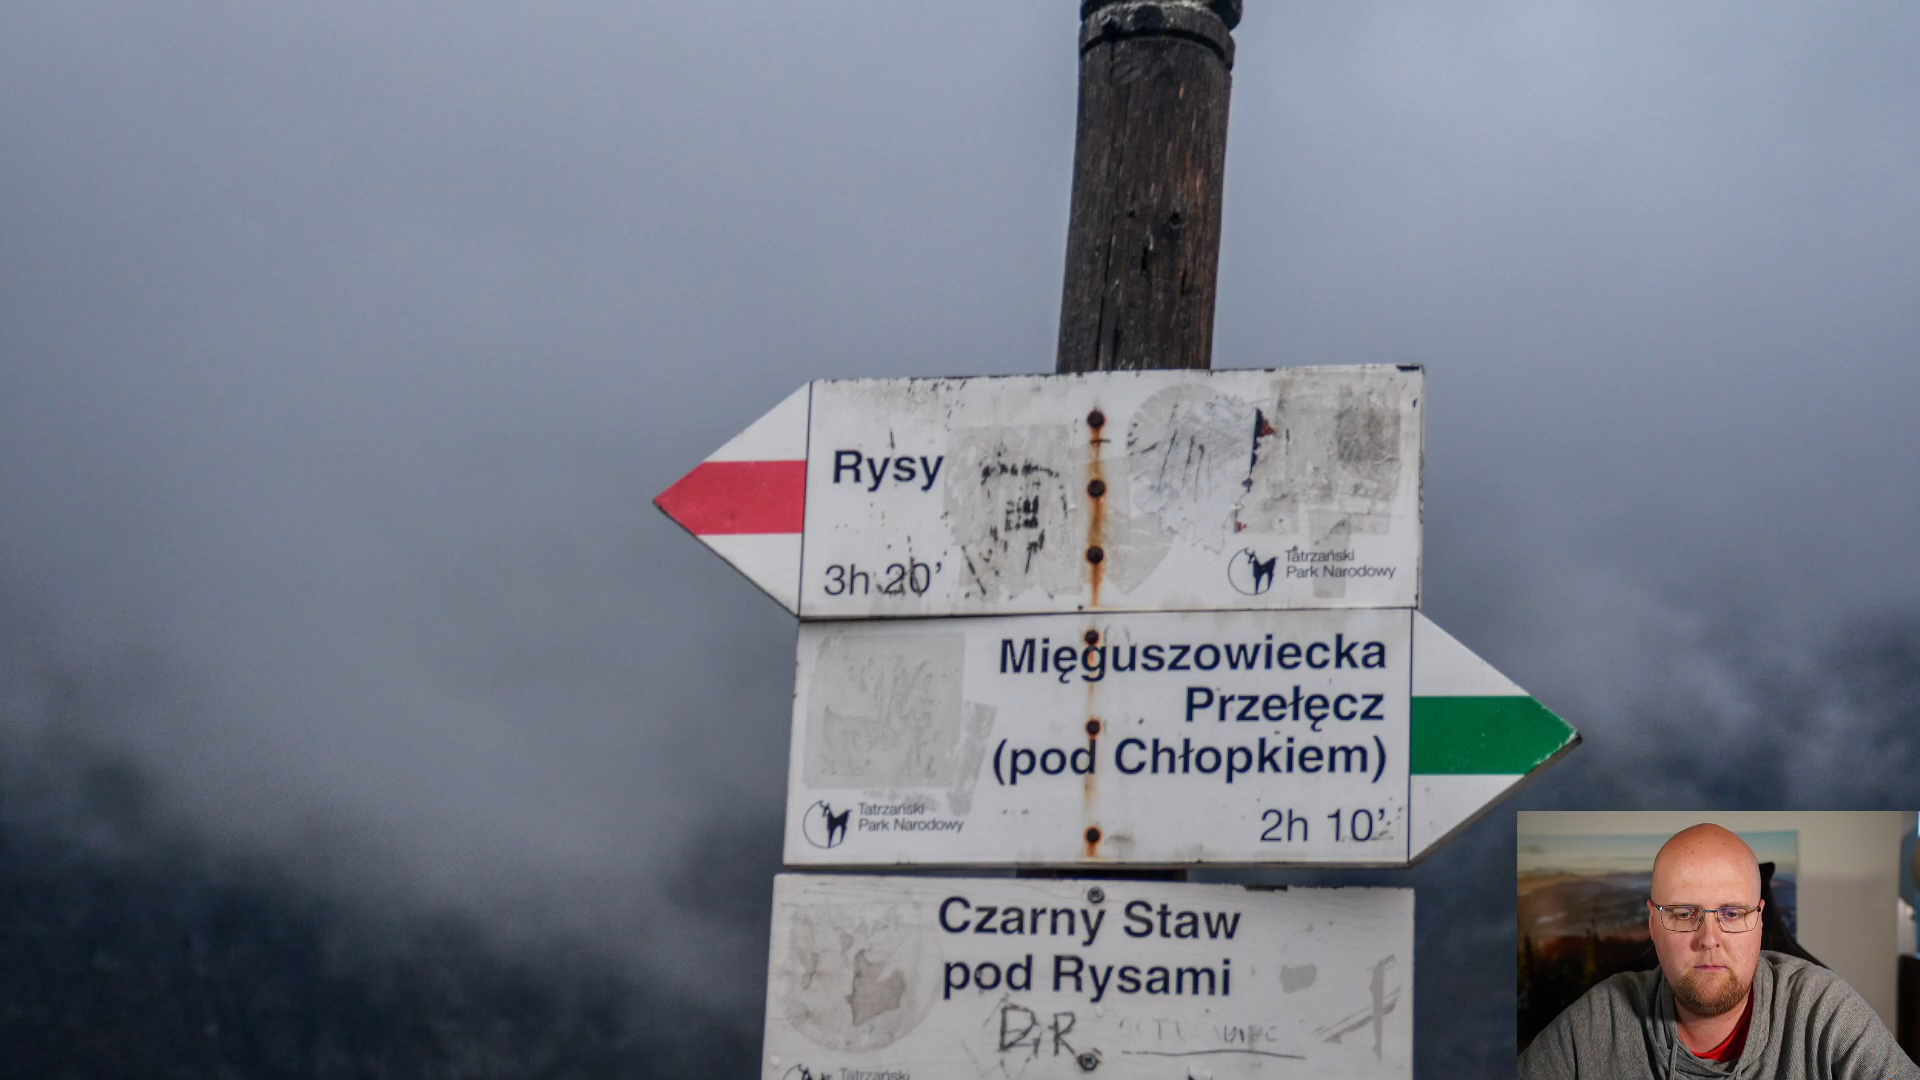 Rysy
3h 20’
Tatrzański
Park Narodowy
Mięguszowiecka
Przełęcz
(pod Chłopkiem)
2h 10’
Tatrzański
Park Narodowy
Czarny Staw
pod Rysami
Tatrzański